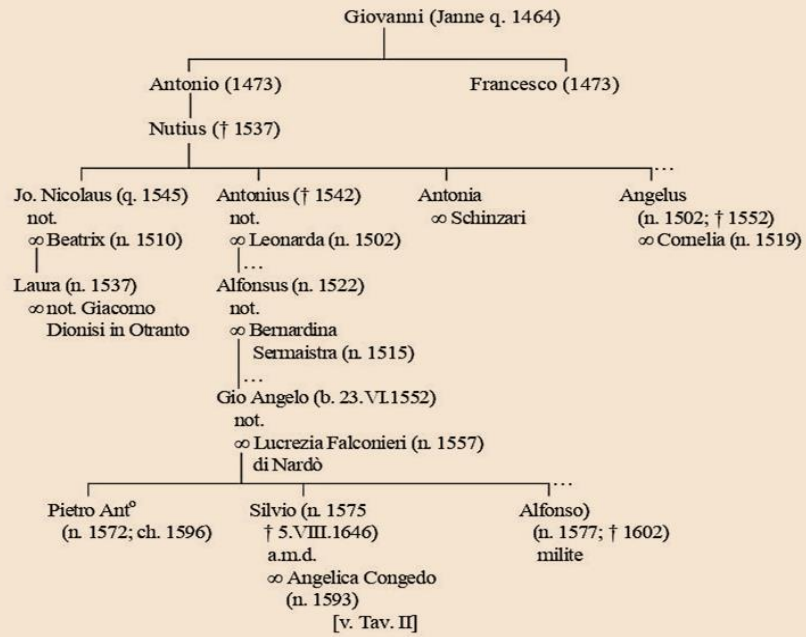 Giovanni (Janne q. 1464)
Antonio (1473)
Francesco (1473)
Nutius († 1537)
...
Jo. Nicolaus (q. 1545)
not.
∞ Beatrix (n. 1510)
Antonius († 1542)
not.
∞ Leonarda (n. 1502)
Antonia
∞ Schinzari
Angelus
(n. 1502; † 1552)
∞ Cornelia (n. 1519)
...
Laura (n. 1537)
∞ not. Giacomo
Dionisi in Otranto
Alfonsus (n. 1522)
not.
∞ Bernardina
Sermaistra (n. 1515)
...
Gio Angelo (b. 23.VI.1552)
not.
∞ Lucrezia Falconieri (n. 1557)
di Nardò
...
Pietro Antº
(n. 1572; ch. 1596)
Silvio (n. 1575
† 5.VIII.1646)
a.m.d.
∞ Angelica Congedo
(n. 1593)
[v. Tav. II]
Alfonso)
(n. 1577; † 1602)
milite